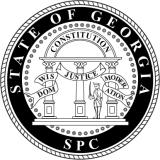 STATE OF GEORGIA
CONSTITUTION
WISDOM
JUSTICE
MODERATION
SPC